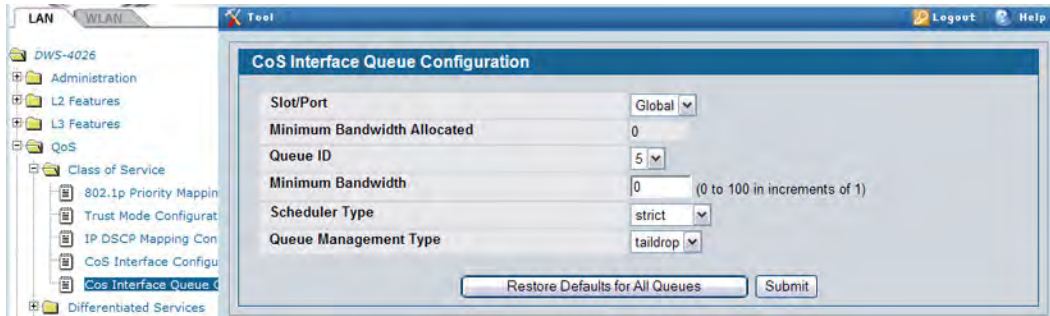 LAN WLAN
Tool
Logout Help
DWS-4026
Administration
L2 Features
L3 Features
QoS
Class of Service
802.1p Priority Mappin
Trust Mode Configurat
IP DSCP Mapping Con
CoS Interface Configu
Cos Interface Queue C
Differentiated Services
CoS Interface Queue Configuration
Slot/Port Global
Minimum Bandwidth Allocated 0
Queue ID 5
Minimum Bandwidth 0 (0 to 100 in increments of 1)
Scheduler Type strict
Queue Management Type taildrop
Restore Defaults for All Queues Submit